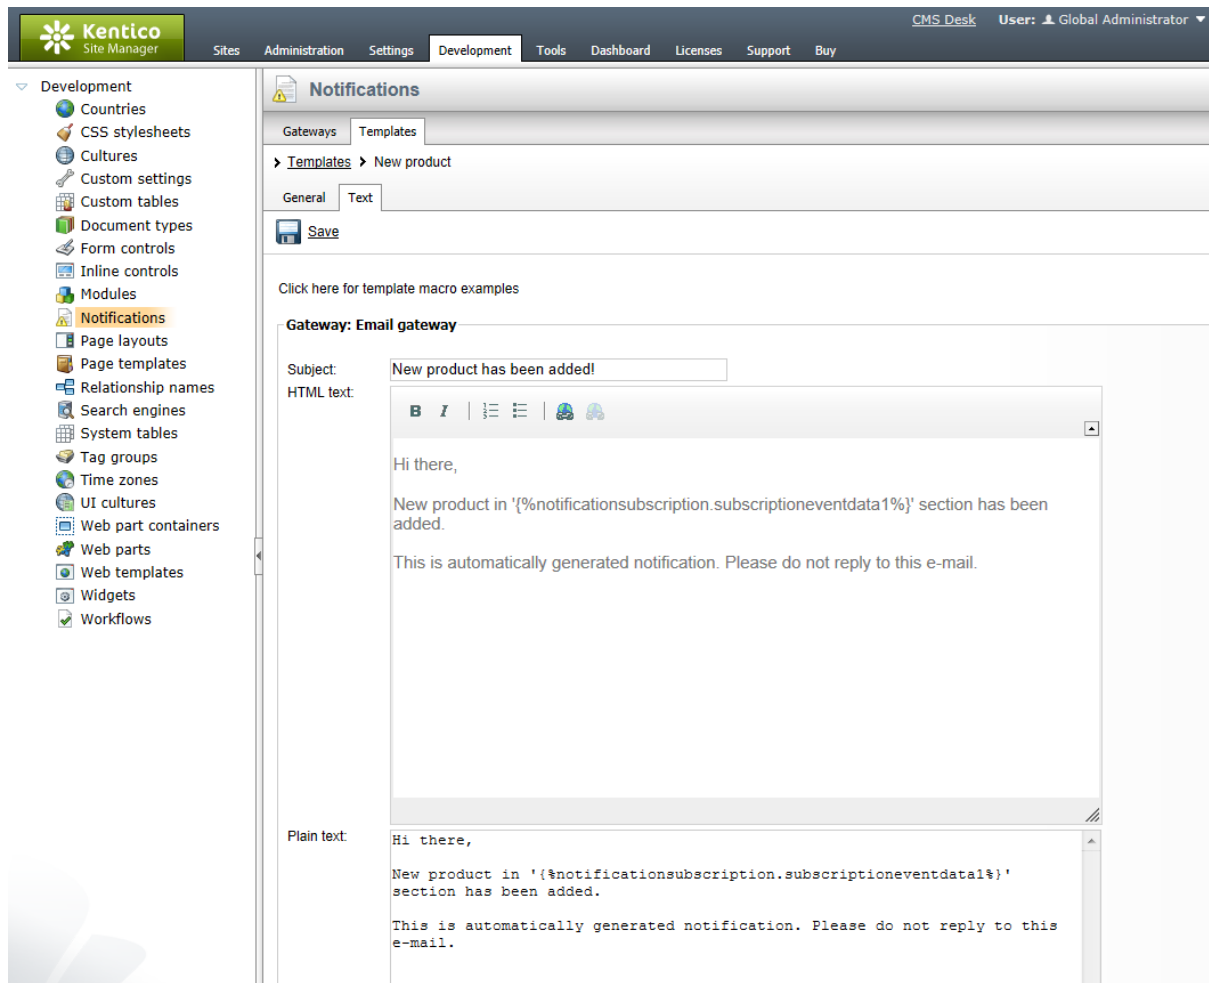 CMS Desk User: Global Administrator
Kentico
Site Manager
Sites Administration Settings Development Tools Dashboard Licenses Support Buy
Development
Countries
CSS stylesheets
Cultures
Custom settings
Custom tables
Document types
Form controls
Inline controls
Modules
Notifications
Page layouts
Page templates
Relationship names
Search engines
System tables
Tag groups
Time zones
UI cultures
Web part containers
Web parts
Web templates
Widgets
Workflows
Notifications
Gateways Templates
Templates New product
General Text
Save
Click here for template macro examples
Gateway: Email gateway
Subject: New product has been added!
HTML text:
B I
Hi there,
New product in '{%notificationsubscription.subscriptioneventdata1%}' section has been
added.
This is automatically generated notification. Please do not reply to this e-mail.
Plain text:
Hi there,
New product in '{%notificationsubscription.subscriptioneventdata1%}'
section has been added.
This is automatically generated notification. Please do not reply to this
e-mail.